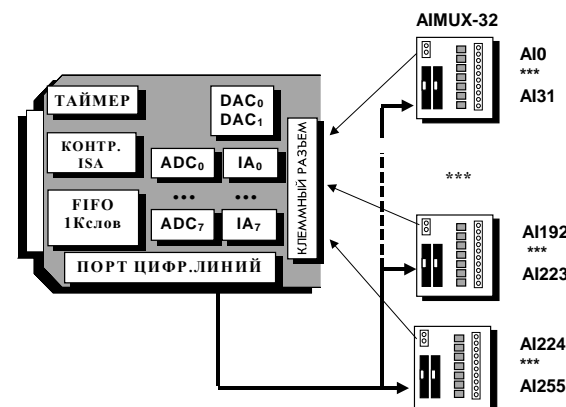 AIMUX-32
AI0
***
AI31
ТАЙМЕР
DAC₀
DAC₁
КОНТР.
ISA
ADC₀
IA₀
...
...
FIFO
1Кслов
ADC₇
IA₇
КЛЕММНЫЙ РАЗЪЕМ
ПОРТ ЦИФР.ЛИНИЙ
***
AI192
***
AI223
AI224
***
AI255